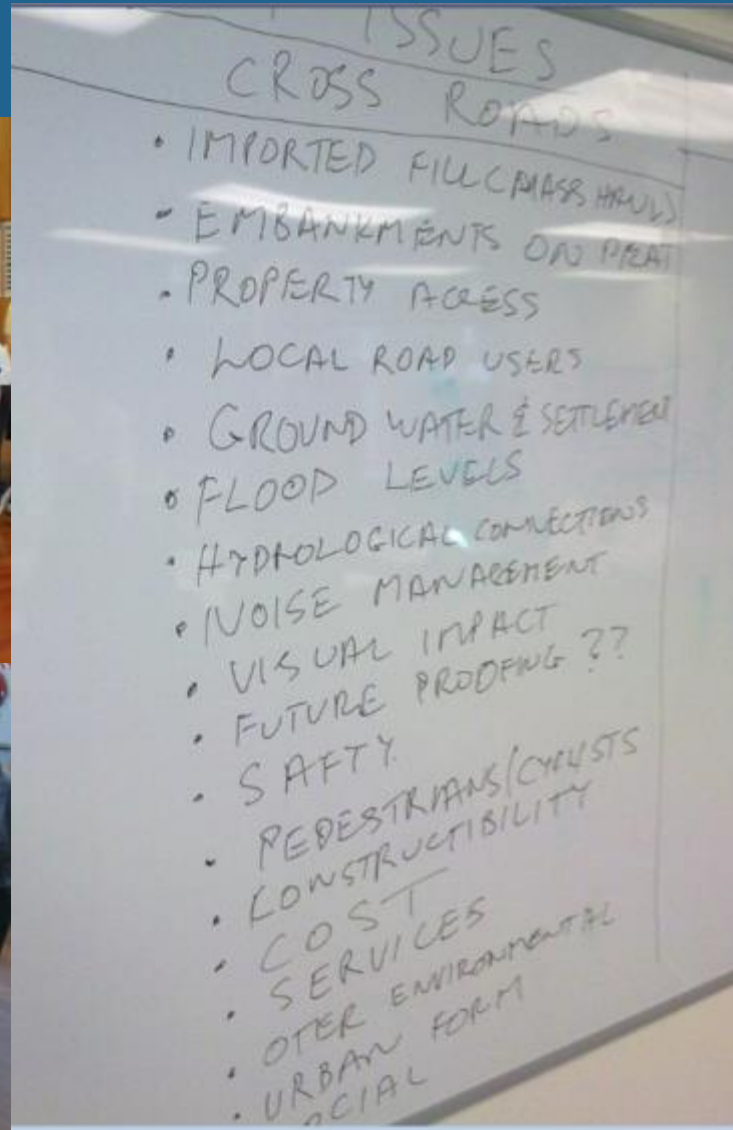 ISSUES
CROSS ROADS
• IMPORTED FILL (MASS HAUL)
- EMBANKMENTS ON PEAT
• PROPERTY ACCESS
• LOCAL ROAD USERS
• GROUND WATER & SETTLEMENT
• FLOOD LEVELS
• HYDROLOGICAL CONNECTIONS
• NOISE MANAGEMENT
• VISUAL IMPACT
• FUTURE PROOFING ??
• SAFTY
• PEDESTRIANS/CYCLISTS
• CONSTRUCTIBILITY
• COST
• SERVICES
• OTER ENVIRONMENTAL
• URBAN FORM